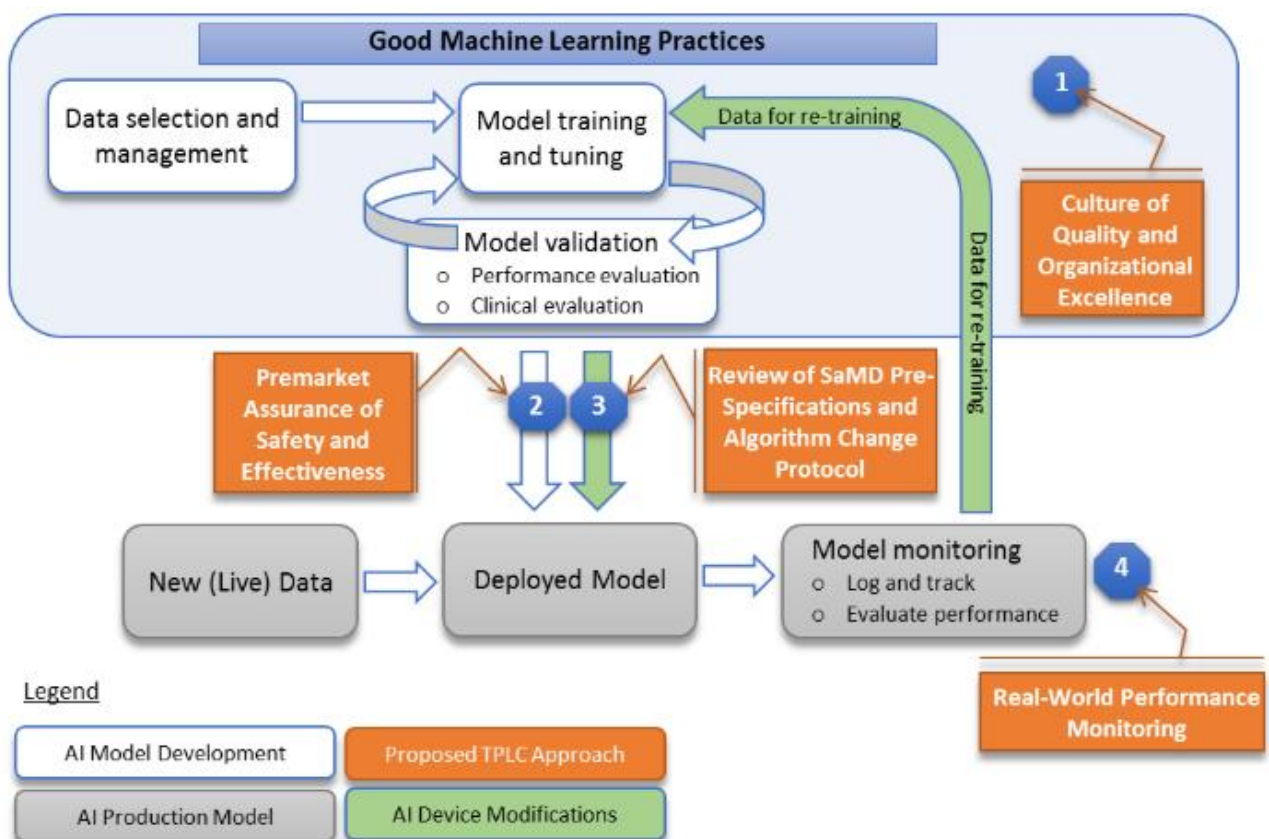 Good Machine Learning Practices
Data selection and
management
Model training
and tuning
Data for re-training
1
Culture of
Quality and
Organizational
Excellence
Model validation
o Performance evaluation
o Clinical evaluation
Data for re-training
Premarket
Assurance of
Safety and
Effectiveness
2
3
Review of SaMD Pre-
Specifications and
Algorithm Change
Protocol
New (Live) Data
Deployed Model
Model monitoring
o Log and track
o Evaluate performance
4
Real-World Performance
Monitoring
Legend
AI Model Development
Proposed TPLC Approach
AI Production Model
AI Device Modifications